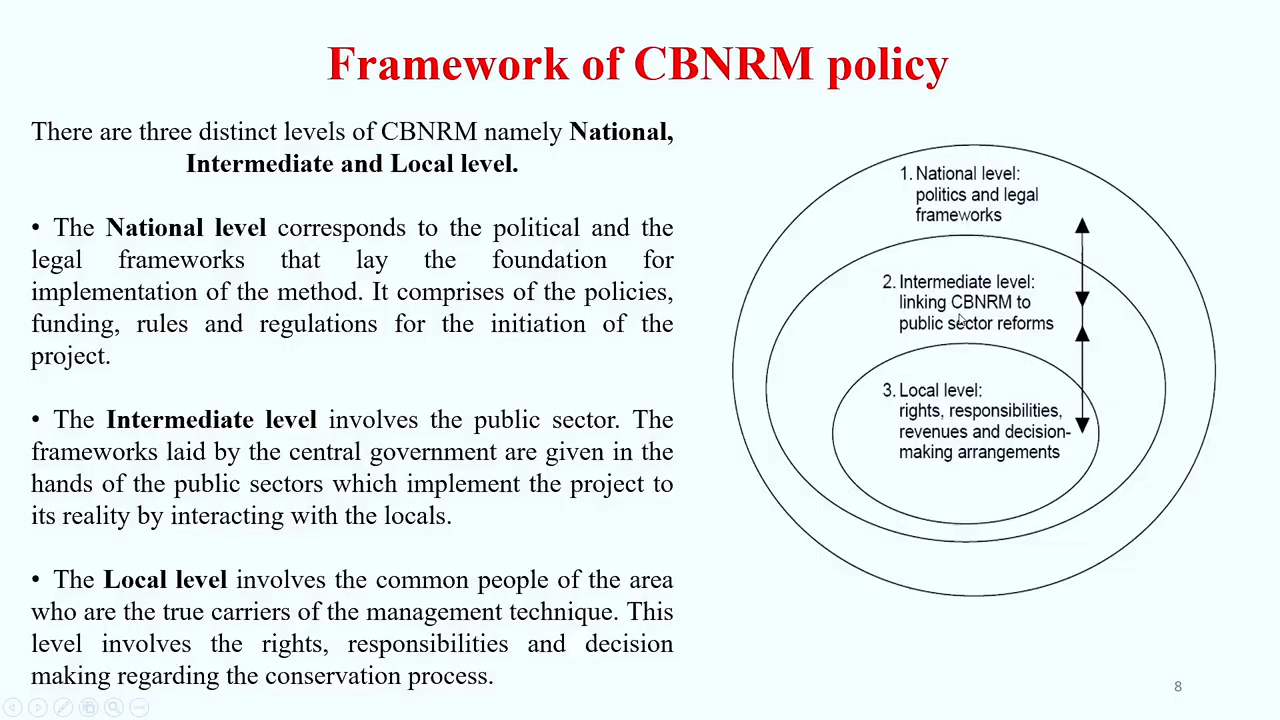 Framework of CBNRM policy
There are three distinct levels of CBNRM namely National,
Intermediate and Local level.
• The National level corresponds to the political and the
legal frameworks that lay the foundation for
implementation of the method. It comprises of the policies,
funding, rules and regulations for the initiation of the
project.
• The Intermediate level involves the public sector. The
frameworks laid by the central government are given in the
hands of the public sectors which implement the project to
its reality by interacting with the locals.
• The Local level involves the common people of the area
who are the true carriers of the management technique. This
level involves the rights, responsibilities and decision
making regarding the conservation process.
1. National level:
politics and legal
frameworks
2. Intermediate level:
linking CBNRM to
public sector reforms
3. Local level:
rights, responsibilities,
revenues and decision-
making arrangements
8